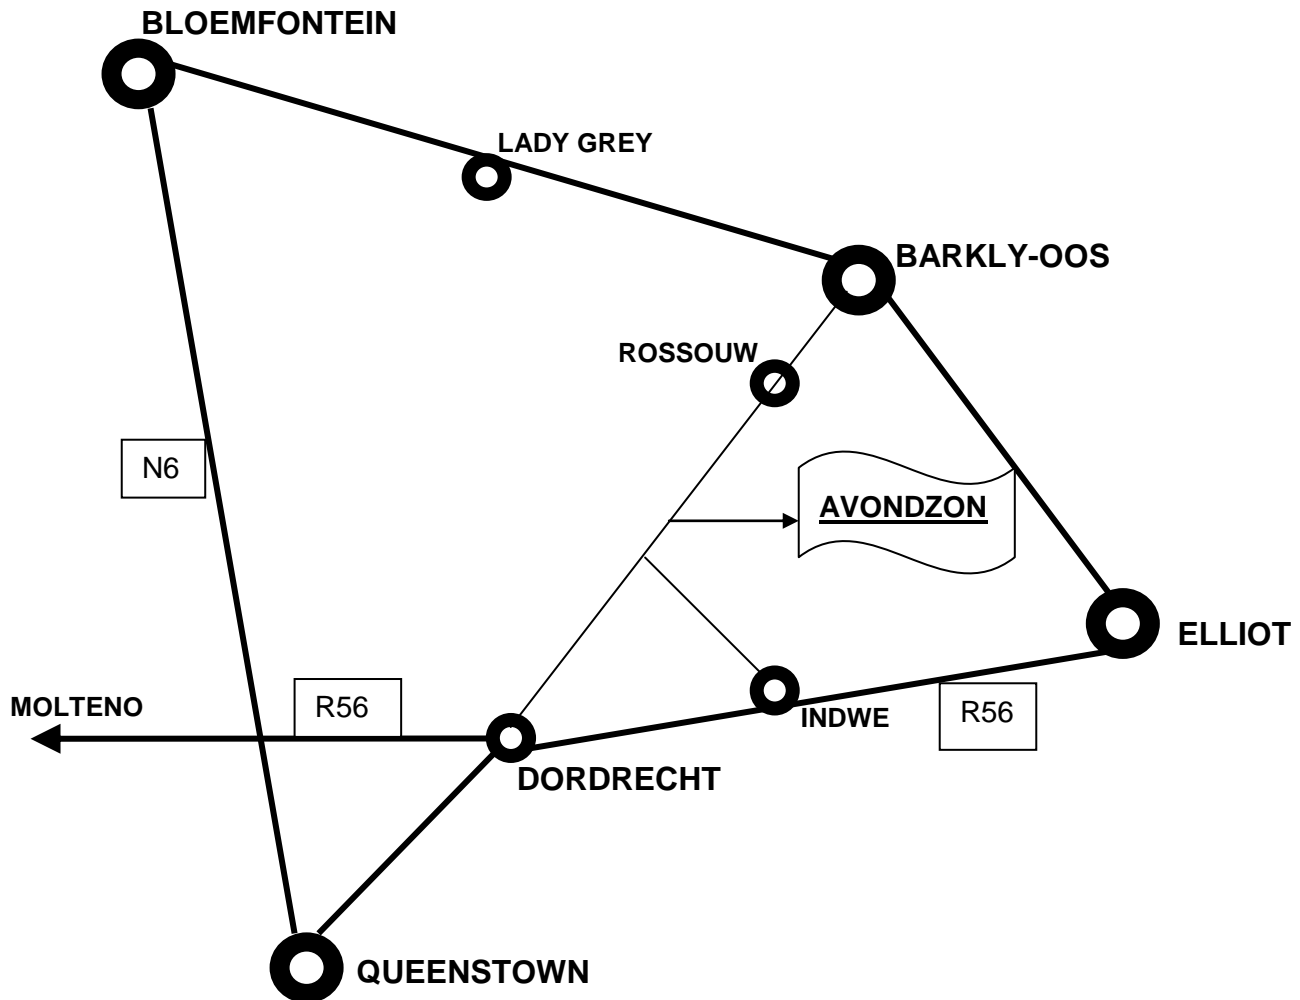 BLOEMFONTEIN
LADY GREY
BARKLY-OOS
ROSSOUW
N6
AVONDZON
ELLIOT
MOLTENO
R56
R56
INDWE
DORDRECHT
QUEENSTOWN